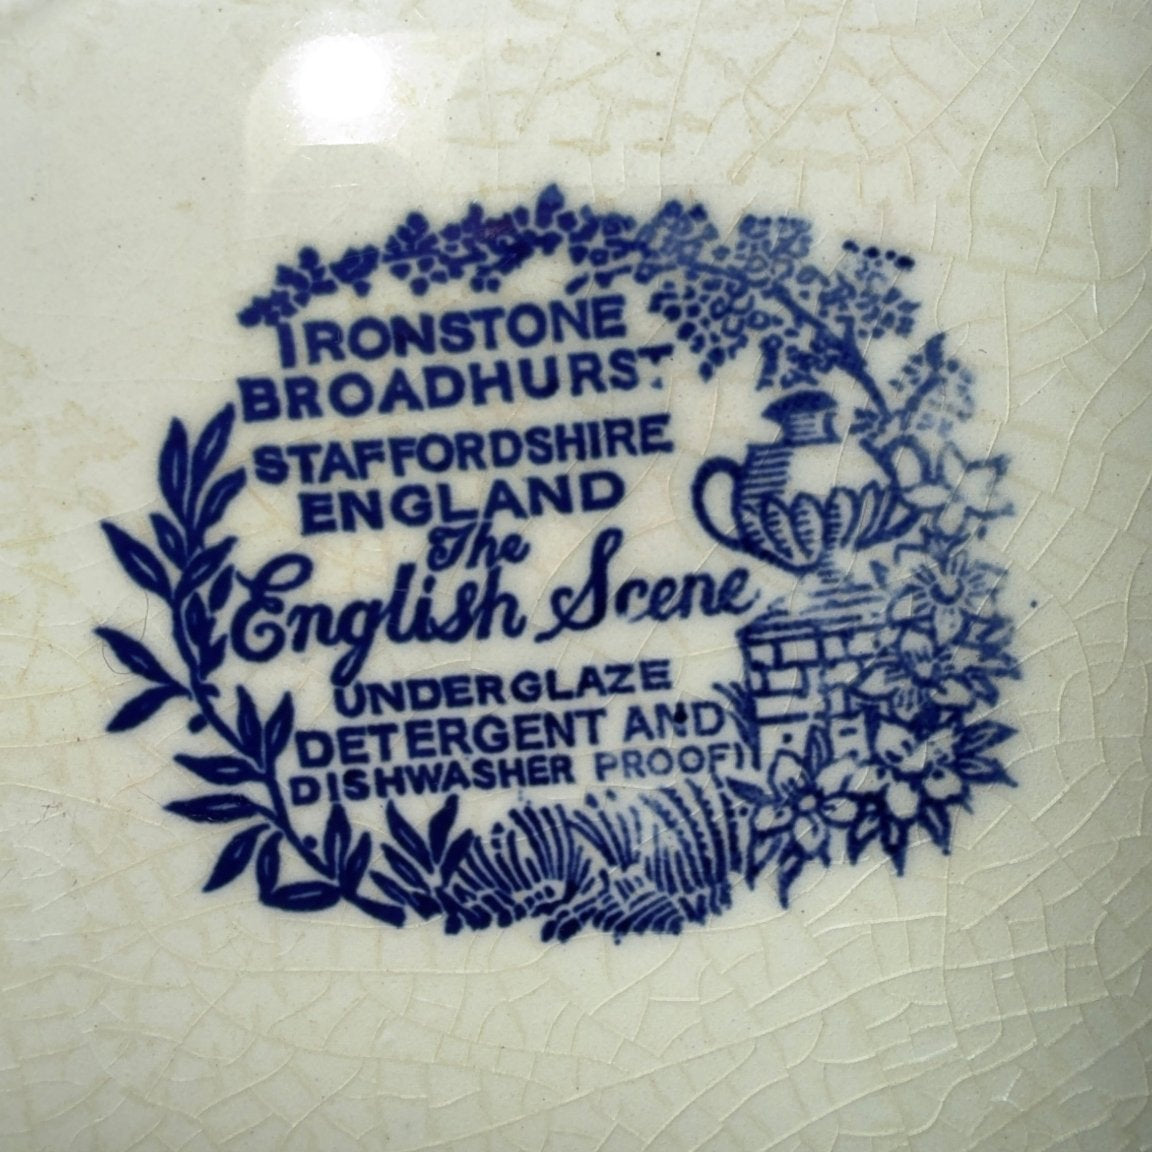 IRONSTONE
BROADHURST
STAFFORDSHIRE
ENGLAND
The
English Scene
UNDERGLAZE
DETERGENT AND
DISHWASHER PROOF